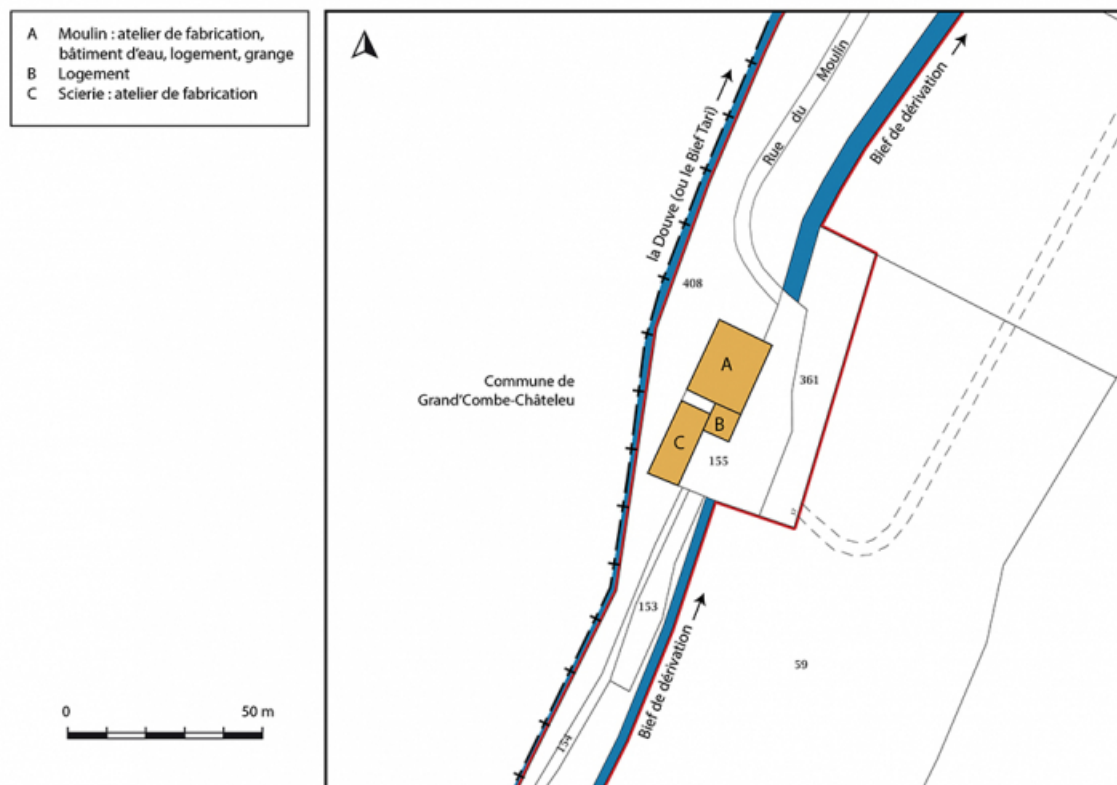 A Moulin : atelier de fabrication,
bâtiment d'eau, logement, grange
B Logement
C Scierie : atelier de fabrication
la Douve (ou le Bief Tari)
Rue du Moulin
Bief de dérivation
408
Commune de
Grand'Combe-Châteleu
A
361
B
C
155
153
Bief de dérivation
59
154
0 50 m